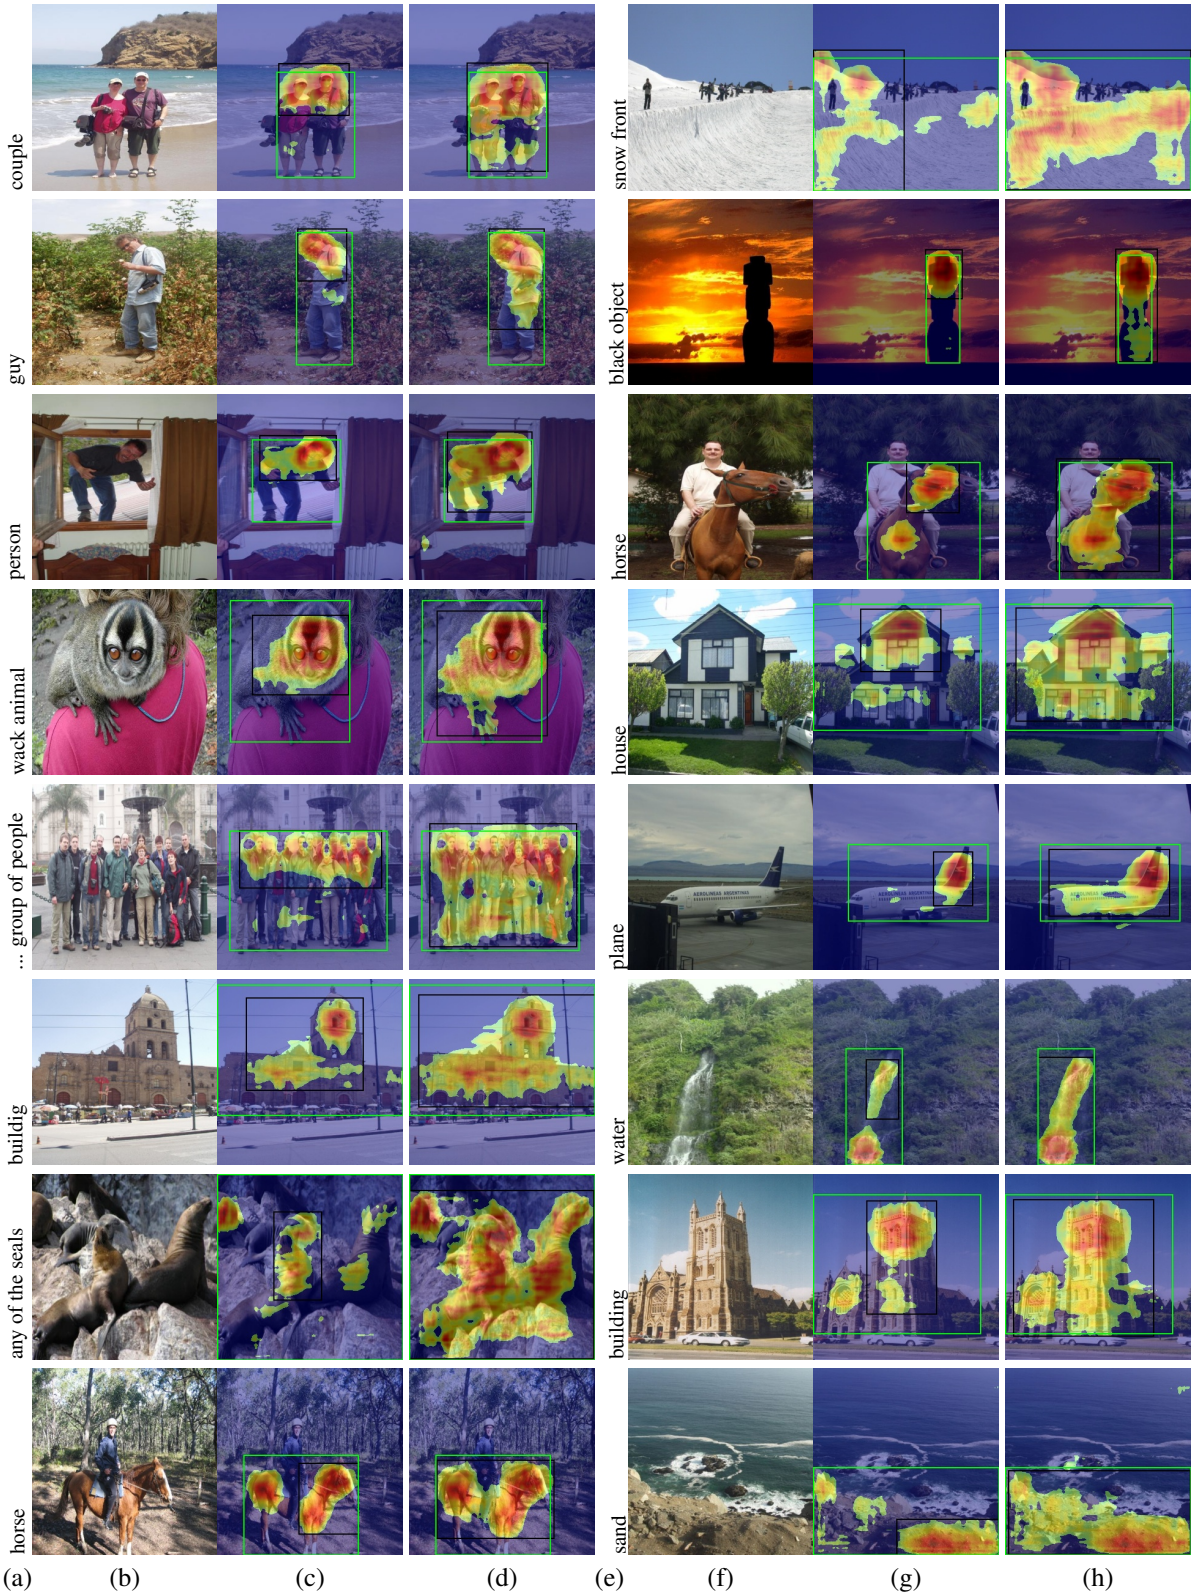 couple
snow front
guy
black object
person
horse
wack animal
house
... group of people
AEROLINEAS ARGENTINAS
plane
buildig
water
any of the seals
building
horse
sand
(a) (b) (c) (d) (e) (f) (g) (h)